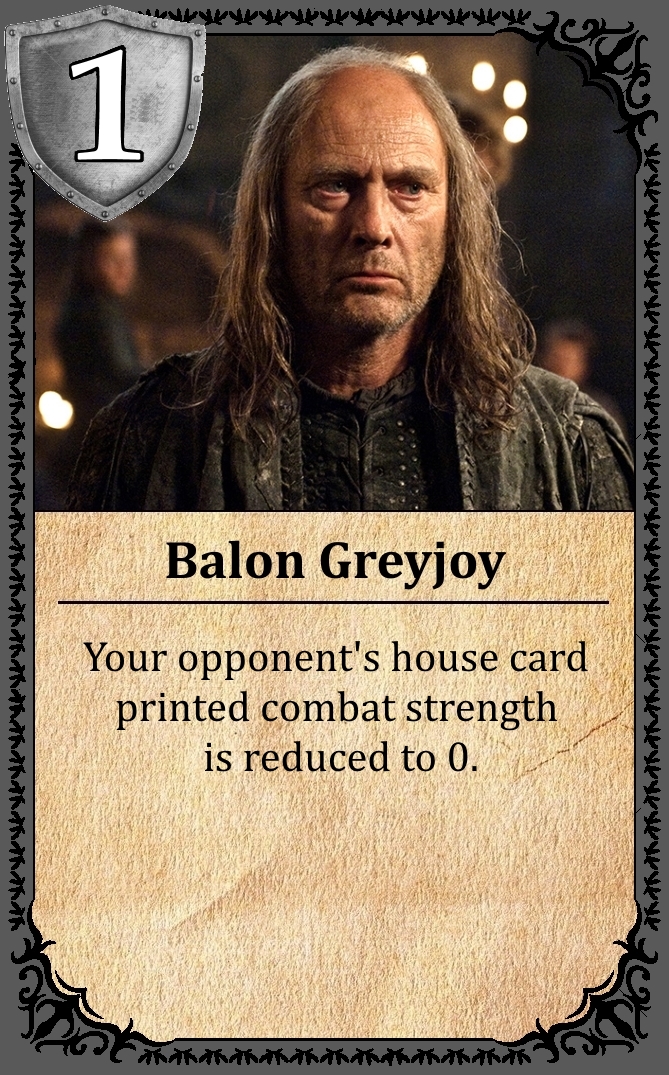 1
Balon Greyjoy
Your opponent's house card
printed combat strength
is reduced to 0.